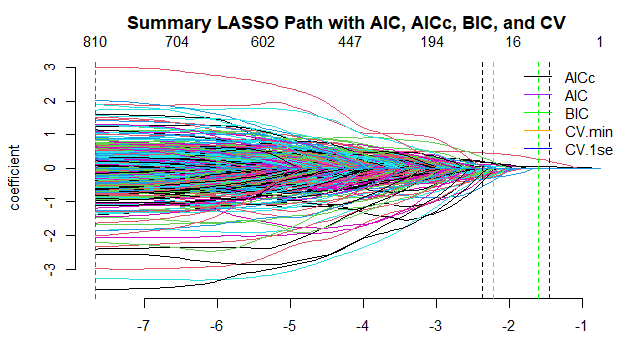 Summary LASSO Path with AIC, AICc, BIC, and CV
810 704 602 447 194 16 1
3
2
1
0
-1
-2
-3
coefficient
AICc
AIC
BIC
CV.min
CV.1se
-7 -6 -5 -4 -3 -2 -1